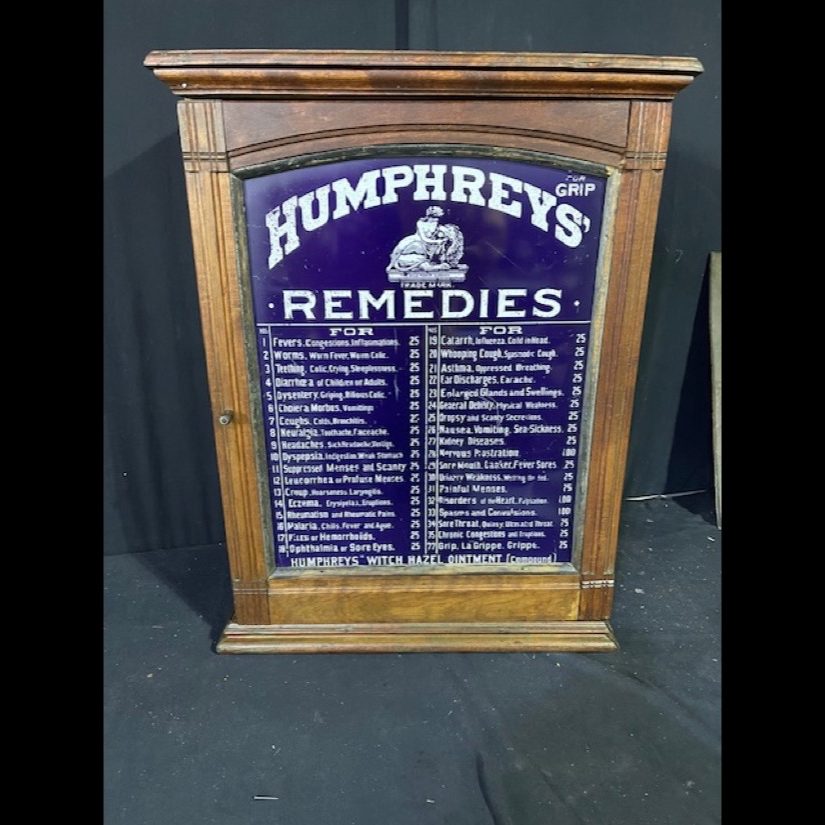 HUMPHREYS'
FOR
GRIP
TRADE MARK.
· REMEDIES ·
NO. FOR
1 Fevers, Congestions, Inflammations. 25
2 Worms, Worm Fever, Worm Colic. 25
3 Teething, Colic, Crying, Sleeplessness. 25
4 Diarrhea of Children or Adults. 25
5 Dysentery, Griping, Bilious Colic. 25
6 Cholera Morbus, Vomiting 25
7 Coughs, Colds, Bronchitis. 25
8 Neuralgia, Toothache, Faceache. 25
9 Headaches, Sick Headache, Vertigo. 25
10 Dyspepsia, Indigestion, Weak Stomach 25
11 Suppressed Menses and Scanty 25
12 Leucorrhea or Profuse Menses 25
13 Croup, Hoarseness, Laryngitis. 25
14 Eczema, Erysipelas, Eruptions. 25
15 Rheumatism and Rheumatic Pains. 25
16 Malaria, Chills, Fever and Ague. 25
17 Piles or Hemorrhoids. 25
18 Ophthalmia or Sore Eyes. 25
NOS. FOR
19 Catarrh, Influenza, Cold in Head. 25
20 Whooping Cough, Spasmodic Cough. 25
21 Asthma, Oppressed Breathing. 25
22 Ear Discharges, Earache. 25
23 Enlarged Glands and Swellings. 25
24 General Debility, Physical Weakness. 25
25 Dropsy and Scanty Secretions. 25
26 Nausea, Vomiting, Sea-Sickness. 25
27 Kidney Diseases. 25
28 Nervous Prostration. 100
29 Sore Mouth, Canker, Fever Sores 25
30 Urinary Weakness, Wetting the Bed. 25
31 Painful Menses. 25
32 Disorders of the Heart, Palpitation. 100
33 Spasms and Convulsions. 100
34 Sore Throat, Quinsy, Ulcerated Throat. 25
35 Chronic Congestions and Eruptions. 25
77 Grip, La Grippe, Grippe. 25
HUMPHREYS' WITCH HAZEL OINTMENT (Compound)